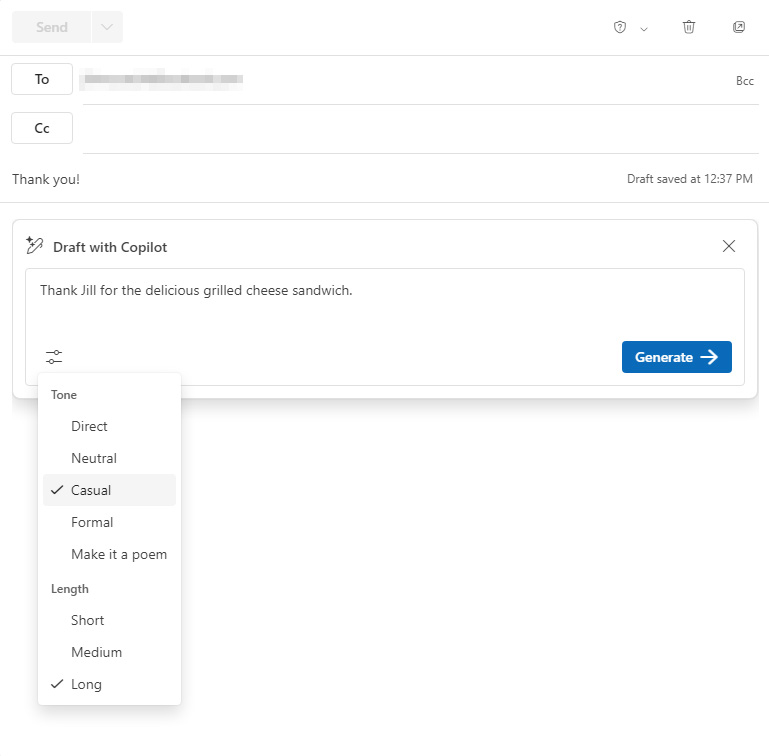 Send
To
Bcc
Cc
Thank you!
Draft saved at 12:37 PM
Draft with Copilot
Thank Jill for the delicious grilled cheese sandwich.
Generate
Tone
Direct
Neutral
Casual
Formal
Make it a poem
Length
Short
Medium
Long